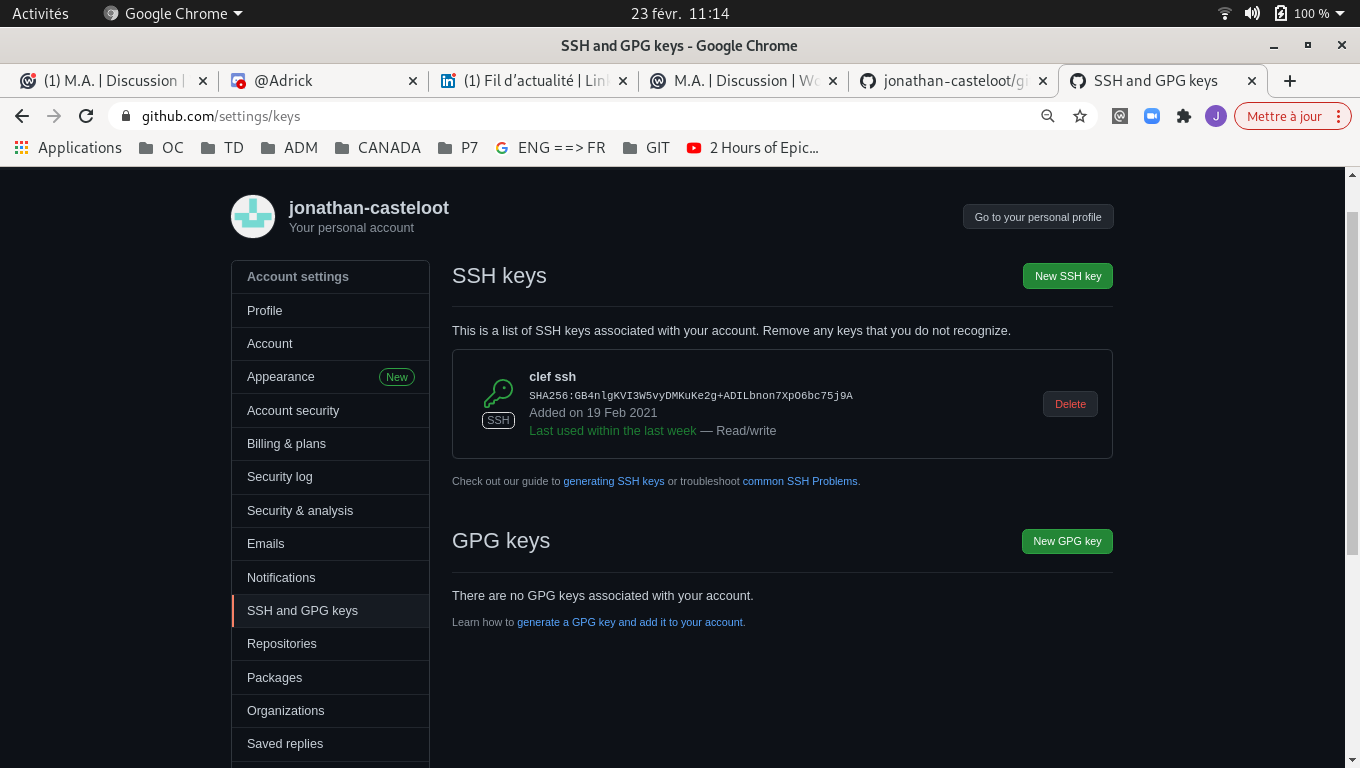 Activités Google Chrome 23 févr. 11:14 100 %
SSH and GPG keys - Google Chrome
(1) M.A. | Discussion | @Adrick (1) Fil d'actualité | Lin M.A. | Discussion | Wo jonathan-casteloot/gi SSH and GPG keys
github.com/settings/keys J Mettre à jour
Applications OC TD ADM CANADA P7 ENG ==> FR GIT 2 Hours of Epic...
jonathan-casteloot
Your personal account
Go to your personal profile
Account settings
Profile
Account
Appearance New
Account security
Billing & plans
Security log
Security & analysis
Emails
Notifications
SSH and GPG keys
Repositories
Packages
Organizations
Saved replies
SSH keys
New SSH key
This is a list of SSH keys associated with your account. Remove any keys that you do not recognize.
clef ssh
SHA256:GB4nlgKVI3W5vyDMKuKe2g+ADILbnon7XpO6bc75j9A
Added on 19 Feb 2021
Last used within the last week — Read/write
SSH
Delete
Check out our guide to generating SSH keys or troubleshoot common SSH Problems.
GPG keys
New GPG key
There are no GPG keys associated with your account.
Learn how to generate a GPG key and add it to your account.